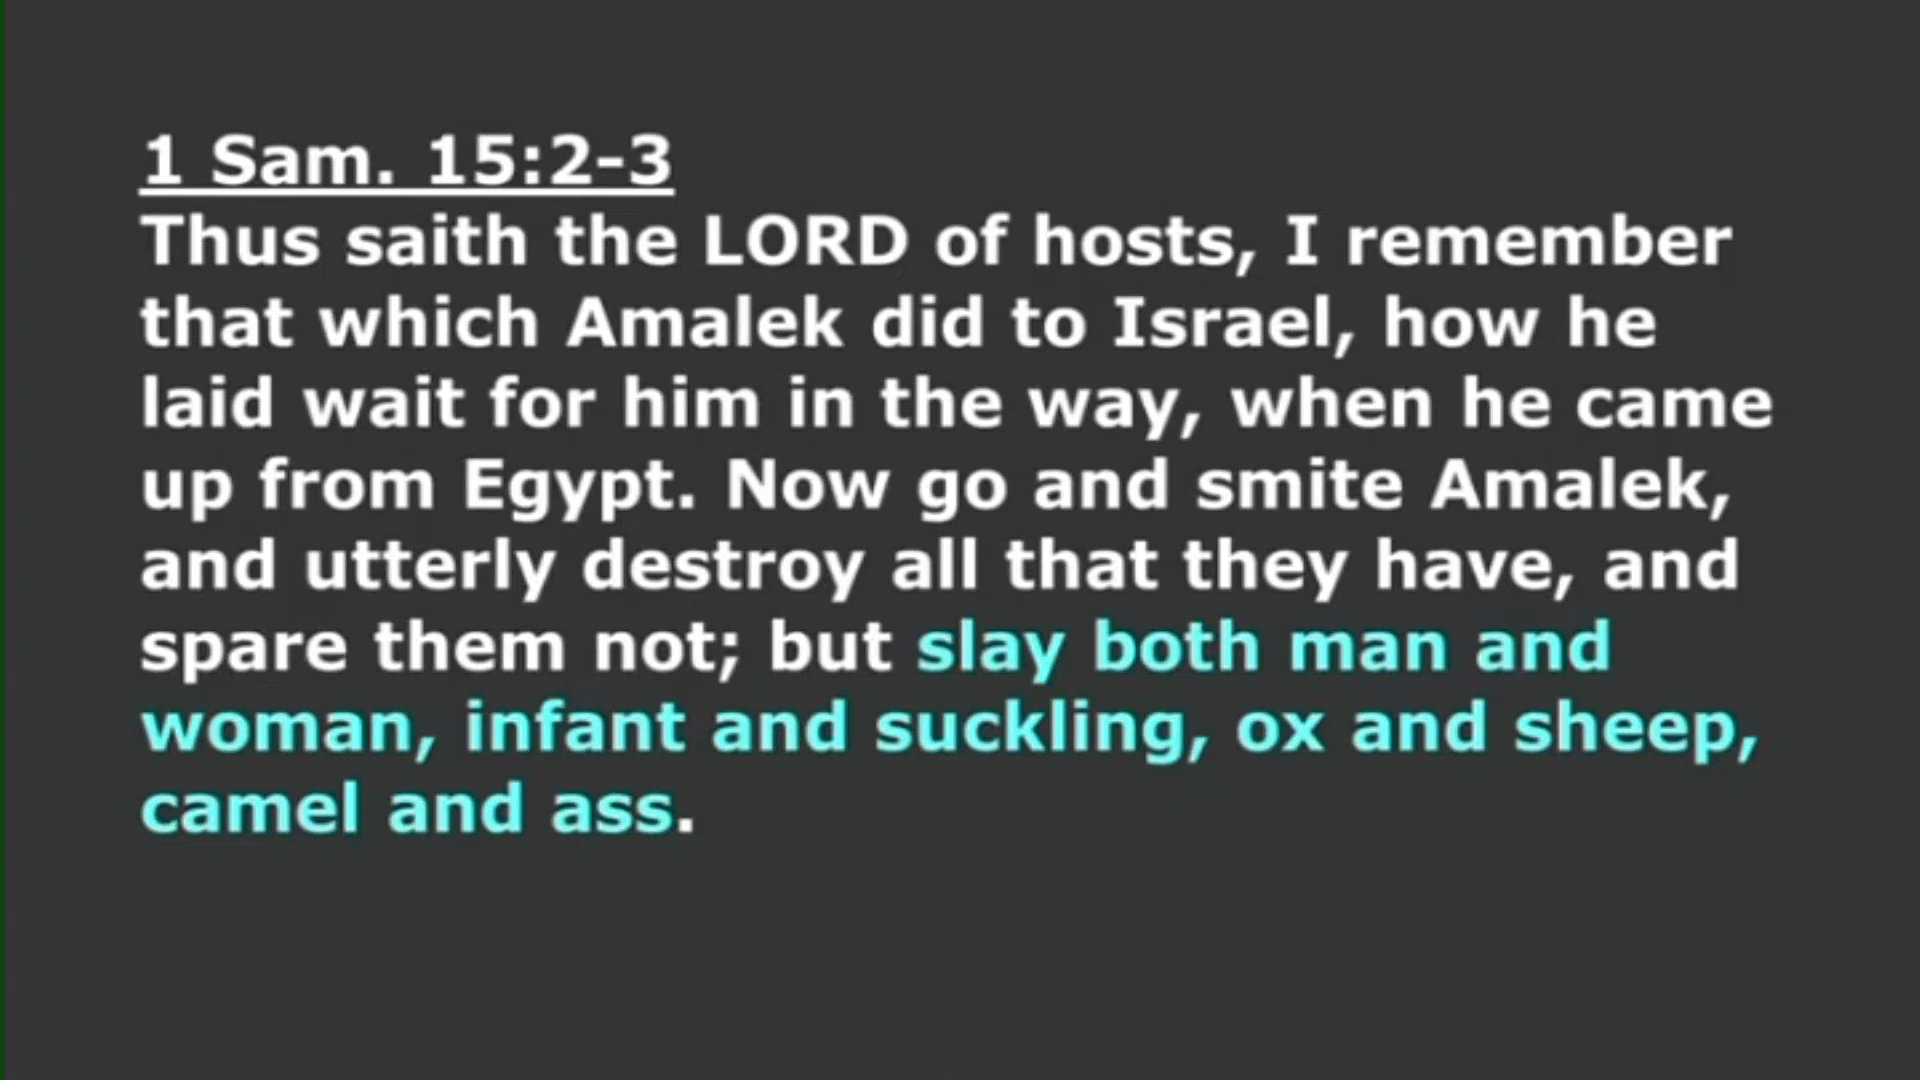 1 Sam. 15:2-3
Thus saith the LORD of hosts, I remember
that which Amalek did to Israel, how he
laid wait for him in the way, when he came
up from Egypt. Now go and smite Amalek,
and utterly destroy all that they have, and
spare them not; but slay both man and
woman, infant and suckling, ox and sheep,
camel and ass.